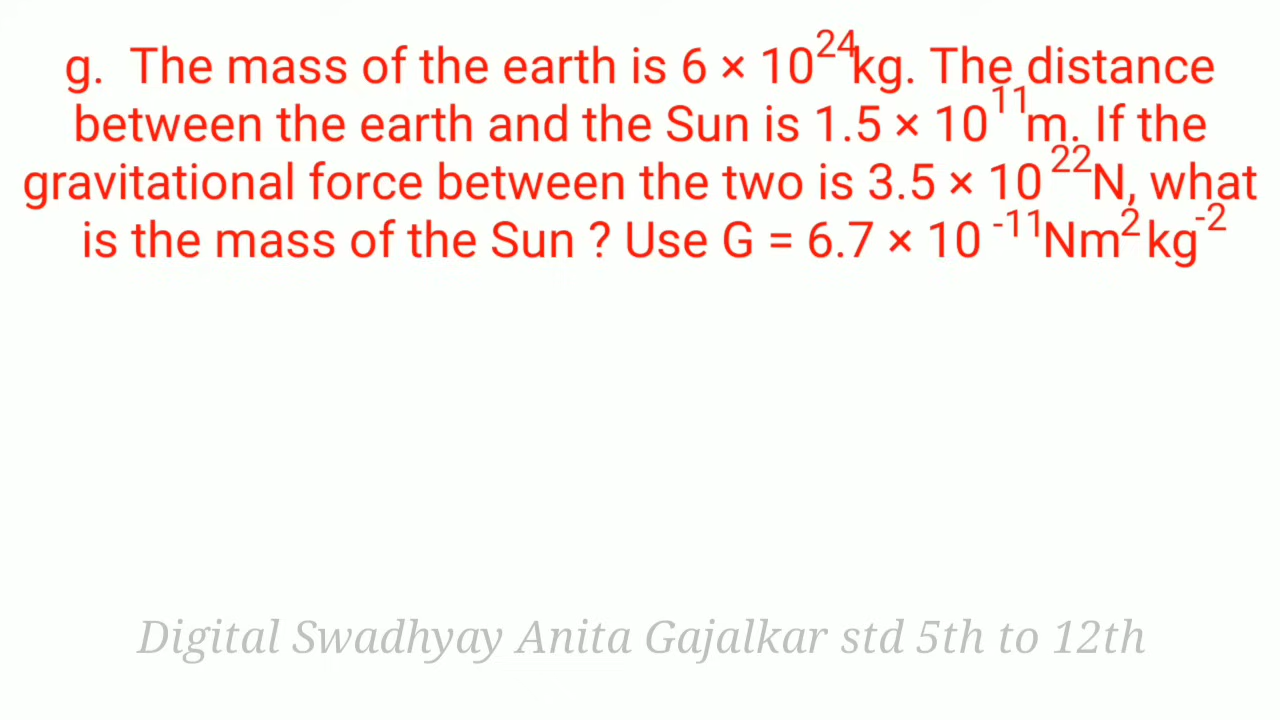 g. The mass of the earth is 6 × 10²⁴kg. The distance
between the earth and the Sun is 1.5 × 10¹¹m. If the
gravitational force between the two is 3.5 × 10²²N, what
is the mass of the Sun ? Use G = 6.7 × 10⁻¹¹Nm²kg⁻²
Digital Swadhyay Anita Gajalkar std 5th to 12th